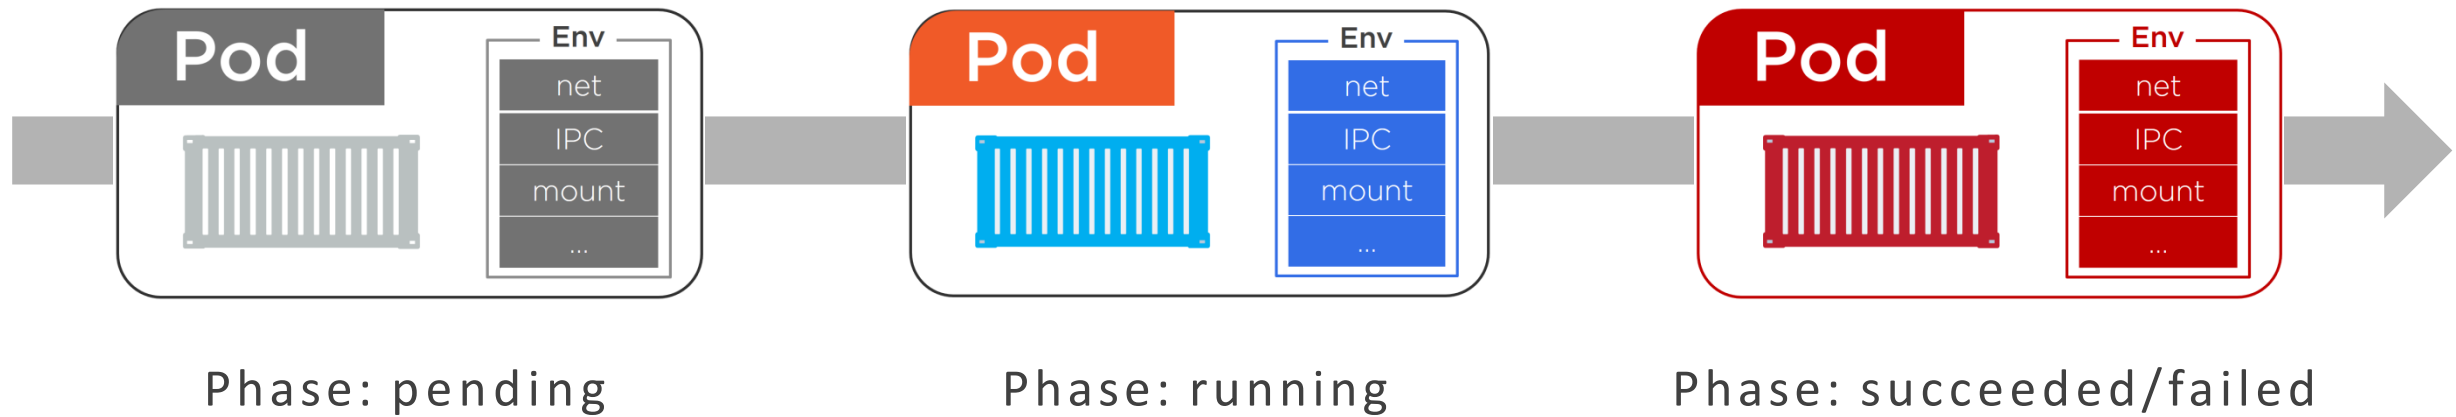 Pod
Env
net
IPC
mount
...
Phase: pending
Pod
Env
net
IPC
mount
...
Phase: running
Pod
Env
net
IPC
mount
...
Phase: succeeded/failed